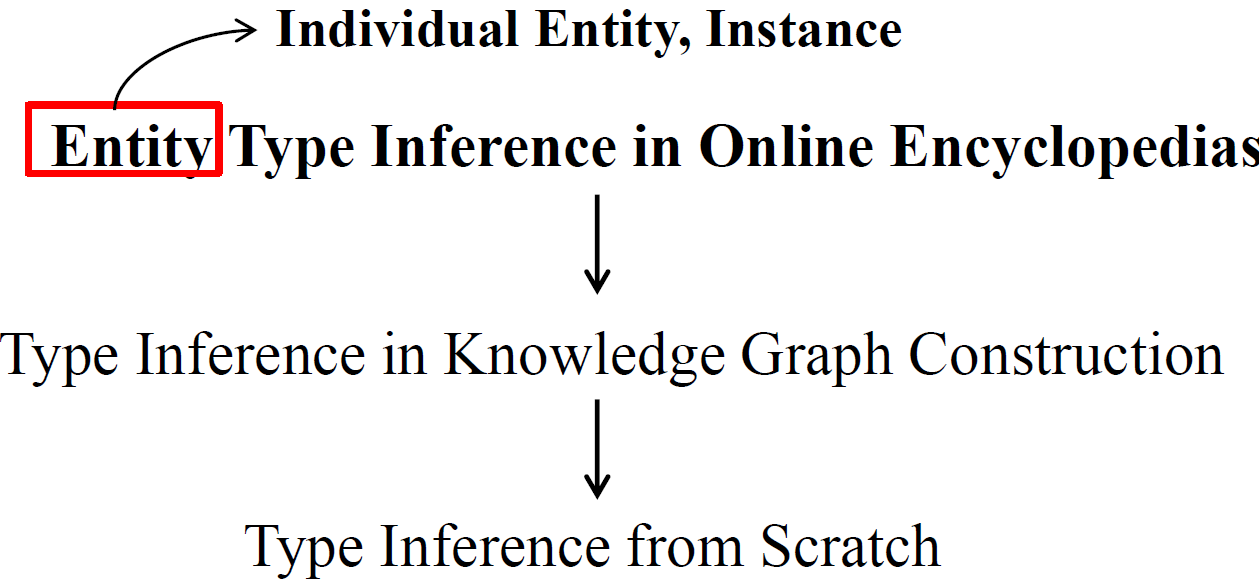 Individual Entity, Instance
Entity Type Inference in Online Encyclopedias
Type Inference in Knowledge Graph Construction
Type Inference from Scratch